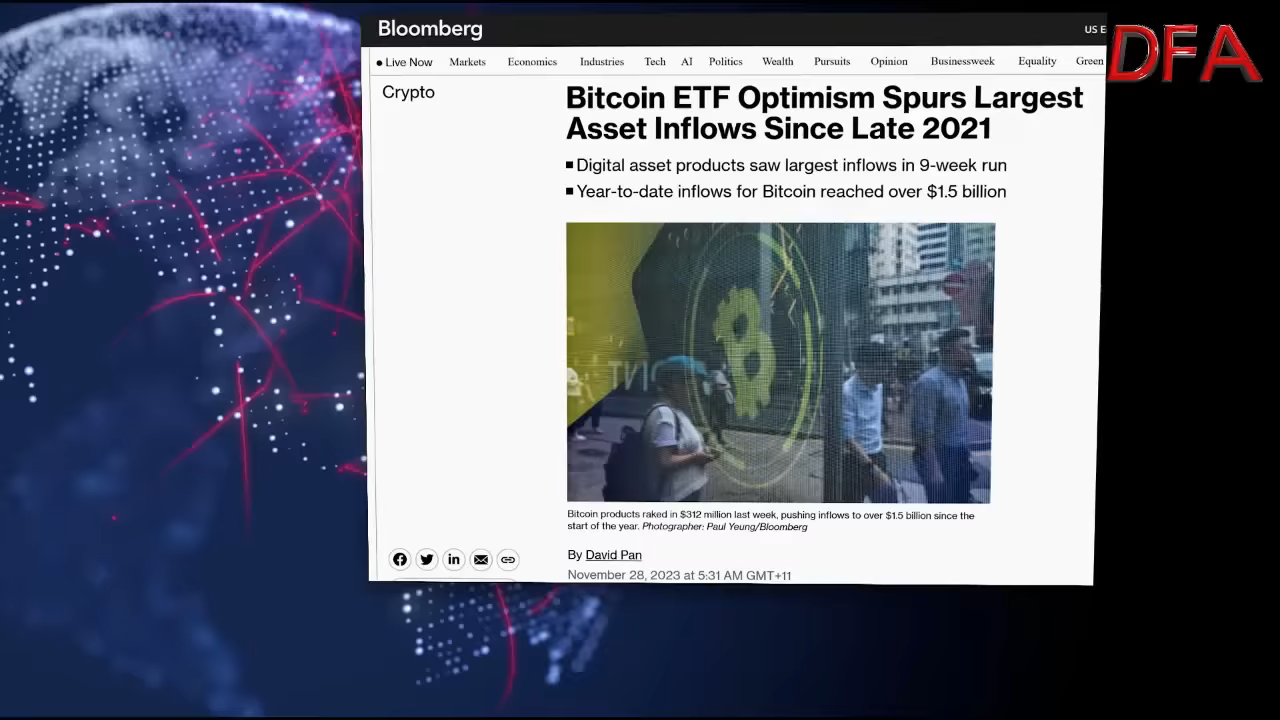 Bloomberg
US E
DFA
Live Now Markets Economics Industries Tech AI Politics Wealth Pursuits Opinion Businessweek Equality Green
Crypto
Bitcoin ETF Optimism Spurs Largest
Asset Inflows Since Late 2021
Digital asset products saw largest inflows in 9-week run
Year-to-date inflows for Bitcoin reached over $1.5 billion
Bitcoin products raked in $312 million last week, pushing inflows to over $1.5 billion since the
start of the year. Photographer: Paul Yeung/Bloomberg
By David Pan
November 28, 2023 at 5:31 AM GMT+11